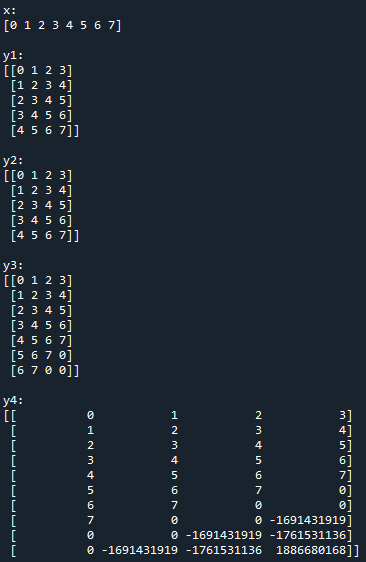 x:
[0 1 2 3 4 5 6 7]
y1:
[[0 1 2 3]
 [1 2 3 4]
 [2 3 4 5]
 [3 4 5 6]
 [4 5 6 7]]
y2:
[[0 1 2 3]
 [1 2 3 4]
 [2 3 4 5]
 [3 4 5 6]
 [4 5 6 7]]
y3:
[[0 1 2 3]
 [1 2 3 4]
 [2 3 4 5]
 [3 4 5 6]
 [4 5 6 7]
 [5 6 7 0]
 [6 7 0 0]]
y4:
[[          0           1           2           3]
 [          1           2           3           4]
 [          2           3           4           5]
 [          3           4           5           6]
 [          4           5           6           7]
 [          5           6           7           0]
 [          6           7           0           0]
 [          7           0           0 -1691431919]
 [          0           0 -1691431919 -1761531136]
 [          0 -1691431919 -1761531136  1886680168]]